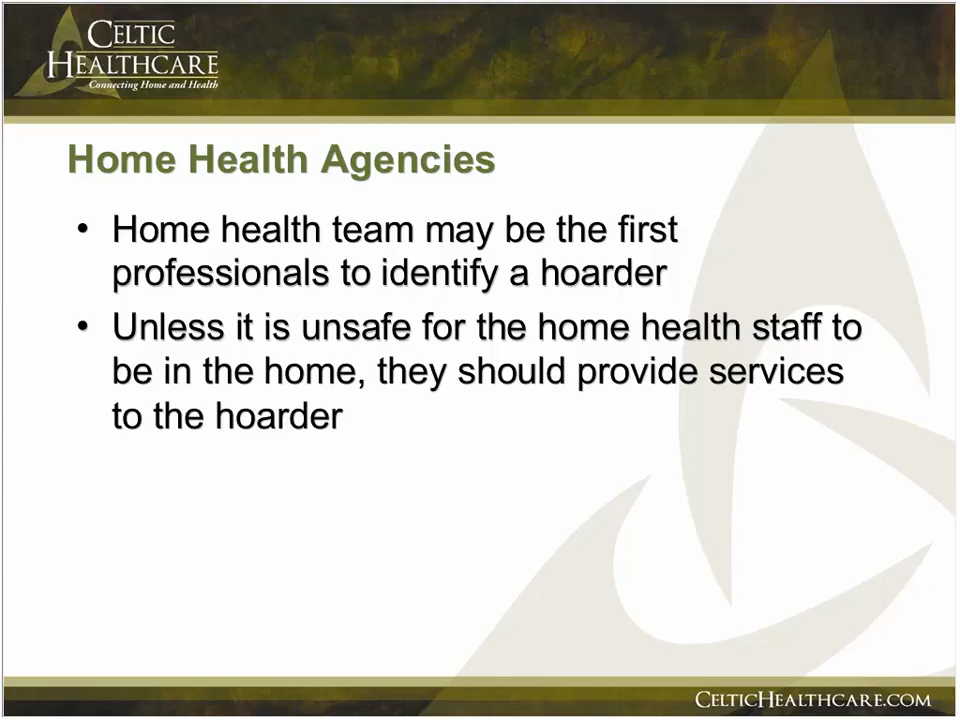 CELTIC
HEALTHCARE
Connecting Home and Health
Home Health Agencies
• Home health team may be the first
professionals to identify a hoarder
• Unless it is unsafe for the home health staff to
be in the home, they should provide services
to the hoarder
CELTICHEALTHCARE.COM